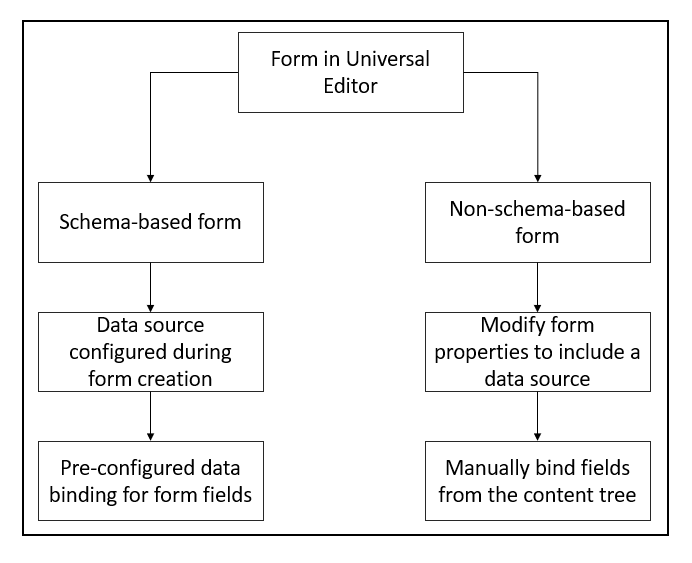 Form in Universal
Editor
Schema-based form
Non-schema-based
form
Data source
configured during
form creation
Modify form
properties to include a
data source
Pre-configured data
binding for form fields
Manually bind fields
from the content tree